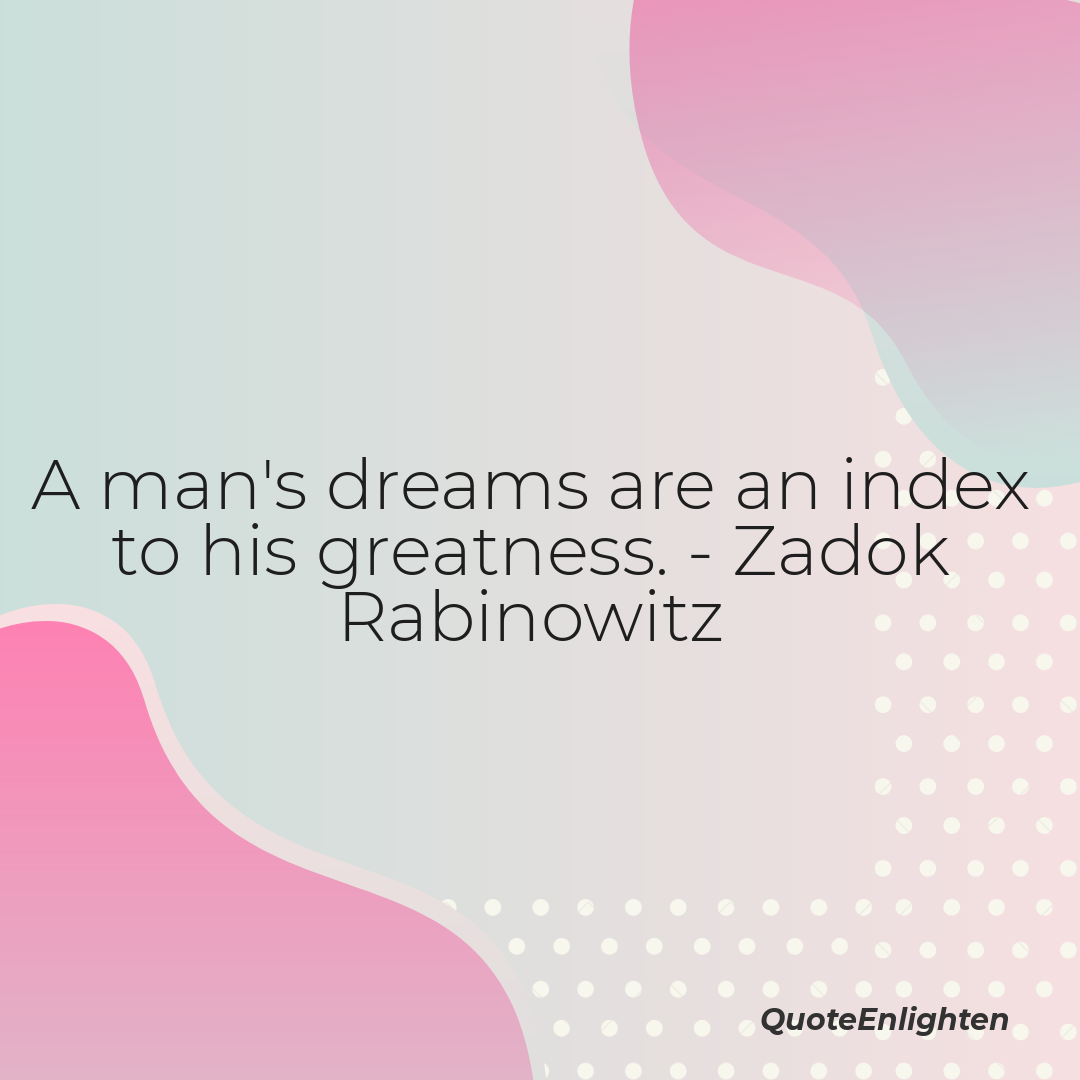 A man's dreams are an index
to his greatness. - Zadok
Rabinowitz
QuoteEnlighten